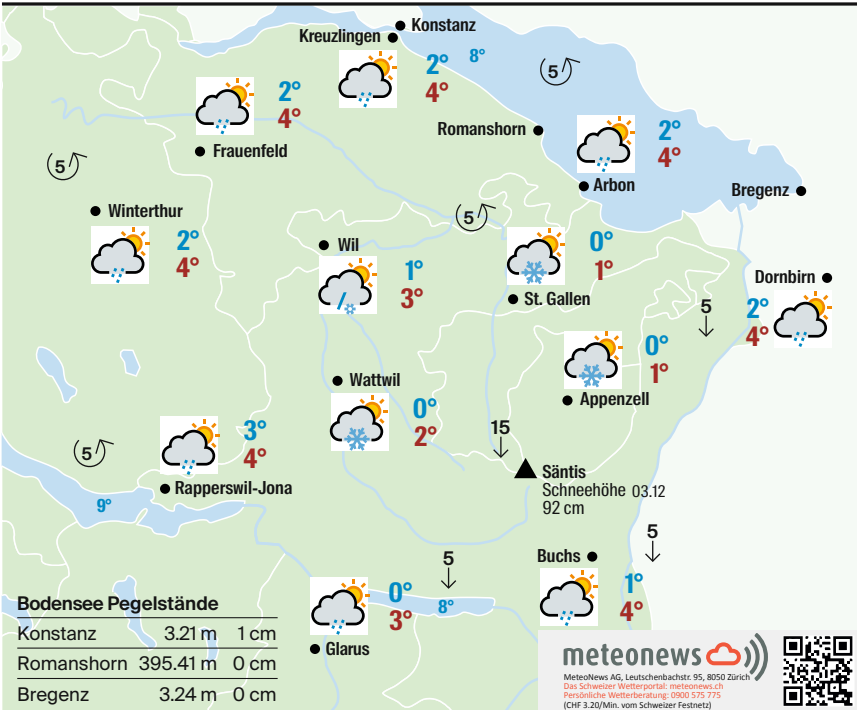 Konstanz
Kreuzlingen
2°
4°
8°
5
2°
4°
Frauenfeld
Romanshorn
2°
4°
Arbon
Bregenz
5
Winterthur
2°
4°
5
Wil
1°
3°
0°
1°
St. Gallen
Dornbirn
2°
4°
5
0°
1°
Appenzell
Wattwil
0°
2°
3°
4°
5
Rapperswil-Jona
9°
15
Säntis
Schneehöhe 03.12
92 cm
5
Buchs
1°
4°
5
8°
0°
3°
Glarus
Bodensee Pegelstände
Konstanz 3.21 m 1 cm
Romanshorn 395.41 m 0 cm
Bregenz 3.24 m 0 cm
meteonews
MeteoNews AG, Leutschenbachstr. 95, 8050 Zürich
Das Schweizer Wetterportal: meteonews.ch
Persönliche Wetterberatung: 0900 575 775
(CHF 3.20/Min. vom Schweizer Festnetz)